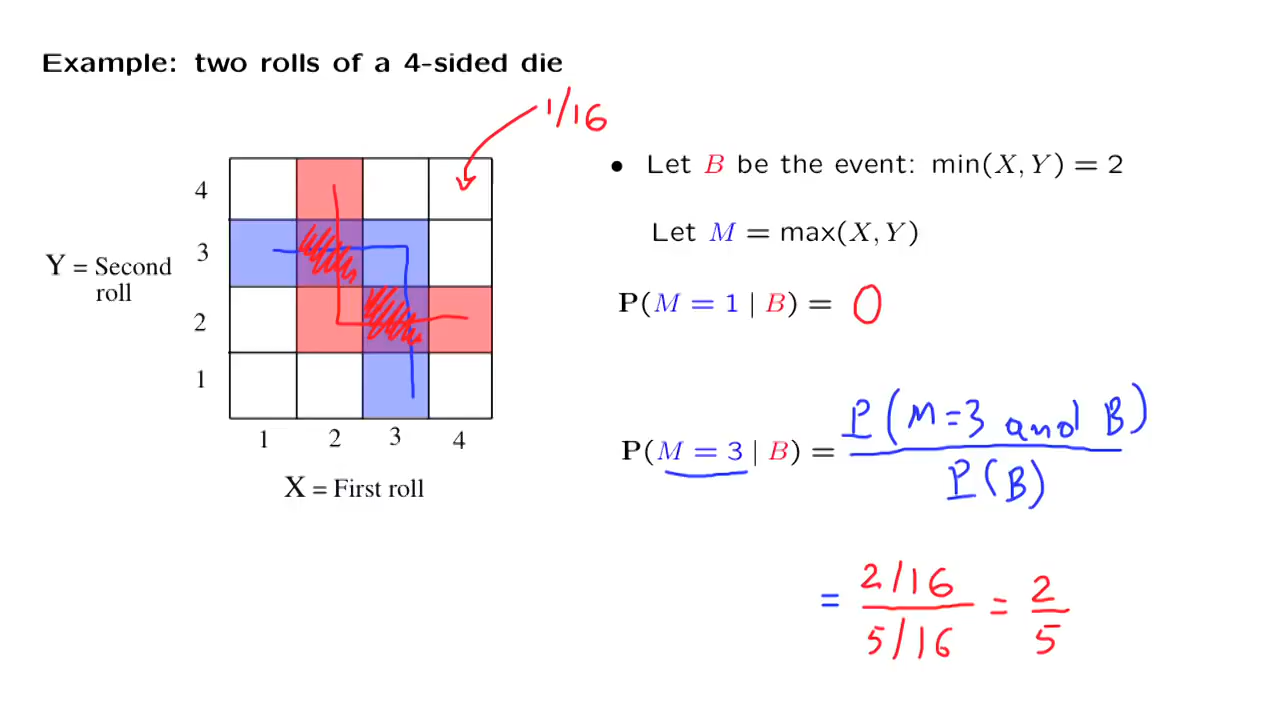 Example: two rolls of a 4-sided die
1/16
• Let B be the event: min(X, Y) = 2
4
Let M = max(X, Y)
3
Y = Second
roll
P(M = 1 | B) = 0
2
1
1 2 3 4
P(M = 3 | B) = P(M=3 and B) / P(B)
X = First roll
= 2/16 / 5/16 = 2/5